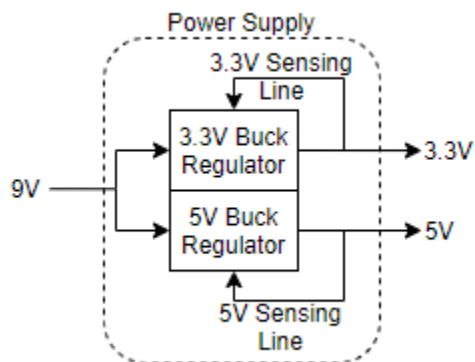 Power Supply
3.3V Sensing
Line
3.3V Buck
Regulator
3.3V
9V
5V Buck
Regulator
5V
5V Sensing
Line